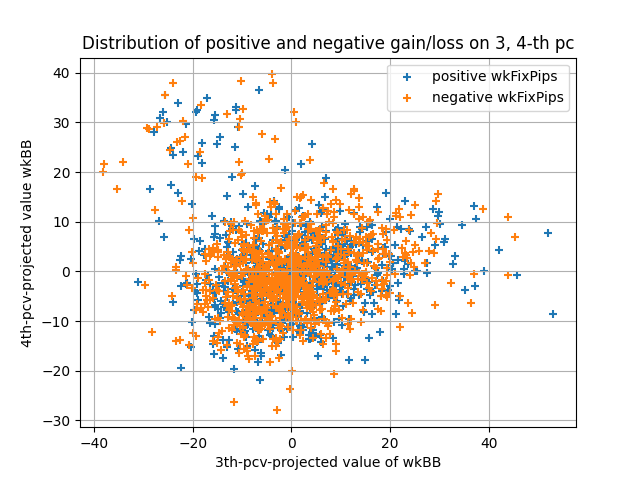 Distribution of positive and negative gain/loss on 3, 4-th pc
positive wkFixPips
negative wkFixPips
40
30
20
10
0
−10
−20
−30
4th-pcv-projected value wkBB
−40
−20
0
20
40
3th-pcv-projected value of wkBB